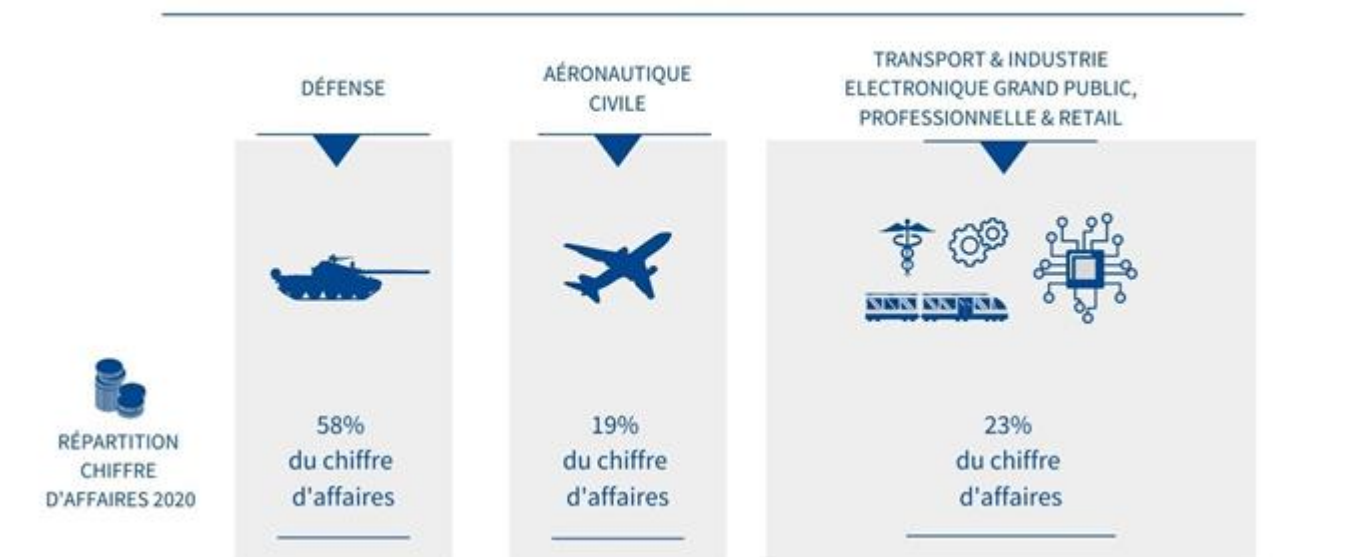 DÉFENSE
AÉRONAUTIQUE
CIVILE
TRANSPORT & INDUSTRIE
ELECTRONIQUE GRAND PUBLIC,
PROFESSIONNELLE & RETAIL
RÉPARTITION
CHIFFRE
D'AFFAIRES 2020
58%
du chiffre
d'affaires
19%
du chiffre
d'affaires
23%
du chiffre
d'affaires